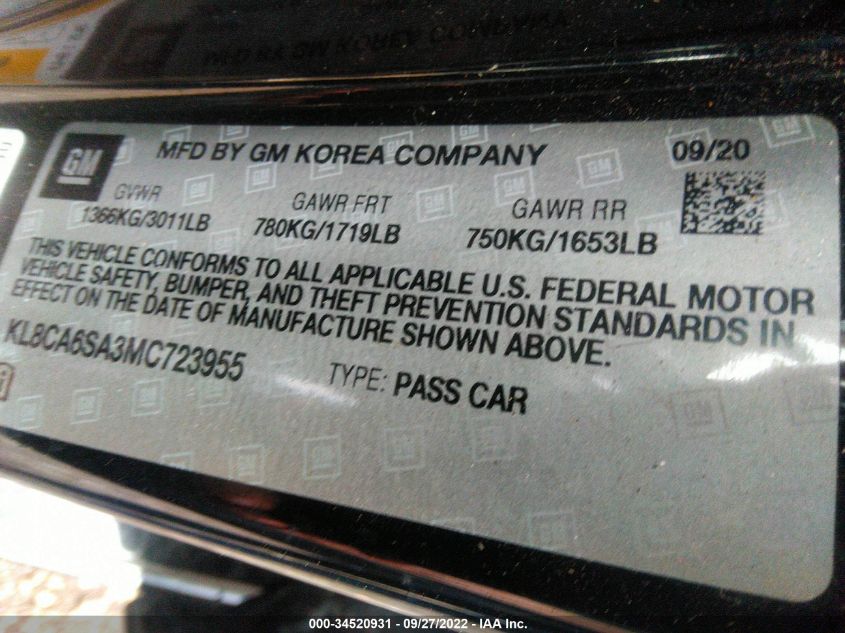 GM MFD BY GM KOREA COMPANY 09/20
GVWR GAWR FRT GAWR RR
1366KG/3011LB 780KG/1719LB 750KG/1653LB
THIS VEHICLE CONFORMS TO ALL APPLICABLE U.S. FEDERAL MOTOR
VEHICLE SAFETY, BUMPER, AND THEFT PREVENTION STANDARDS IN
EFFECT ON THE DATE OF MANUFACTURE SHOWN ABOVE.
KL8CA6SA3MC723955 TYPE: PASS CAR
000-34520931 - 09/27/2022 - IAA Inc.